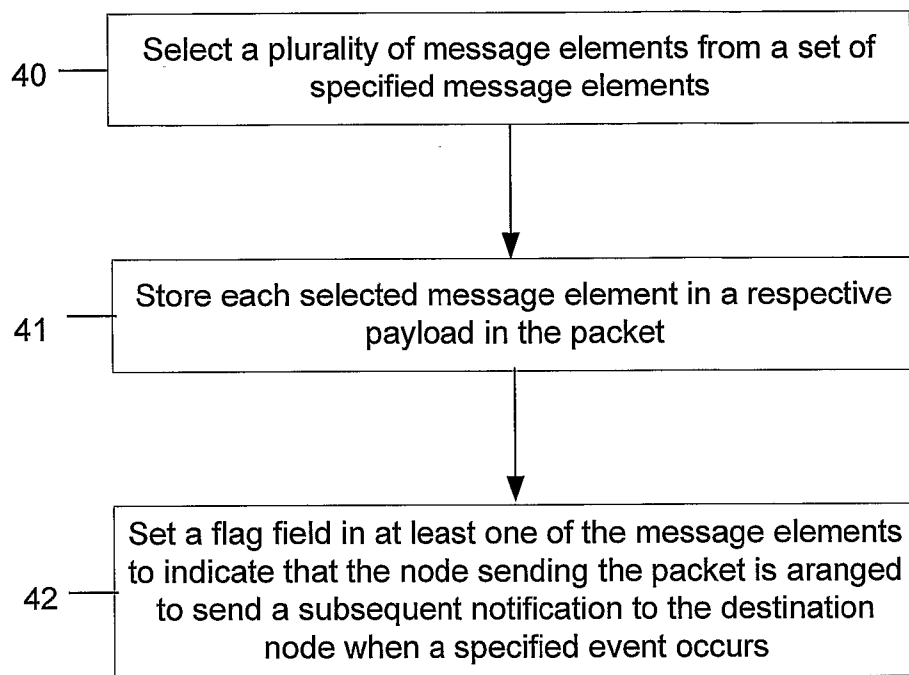 40
Select a plurality of message elements from a set of
specified message elements
41
Store each selected message element in a respective
payload in the packet
42
Set a flag field in at least one of the message elements
to indicate that the node sending the packet is aranged
to send a subsequent notification to the destination
node when a specified event occurs